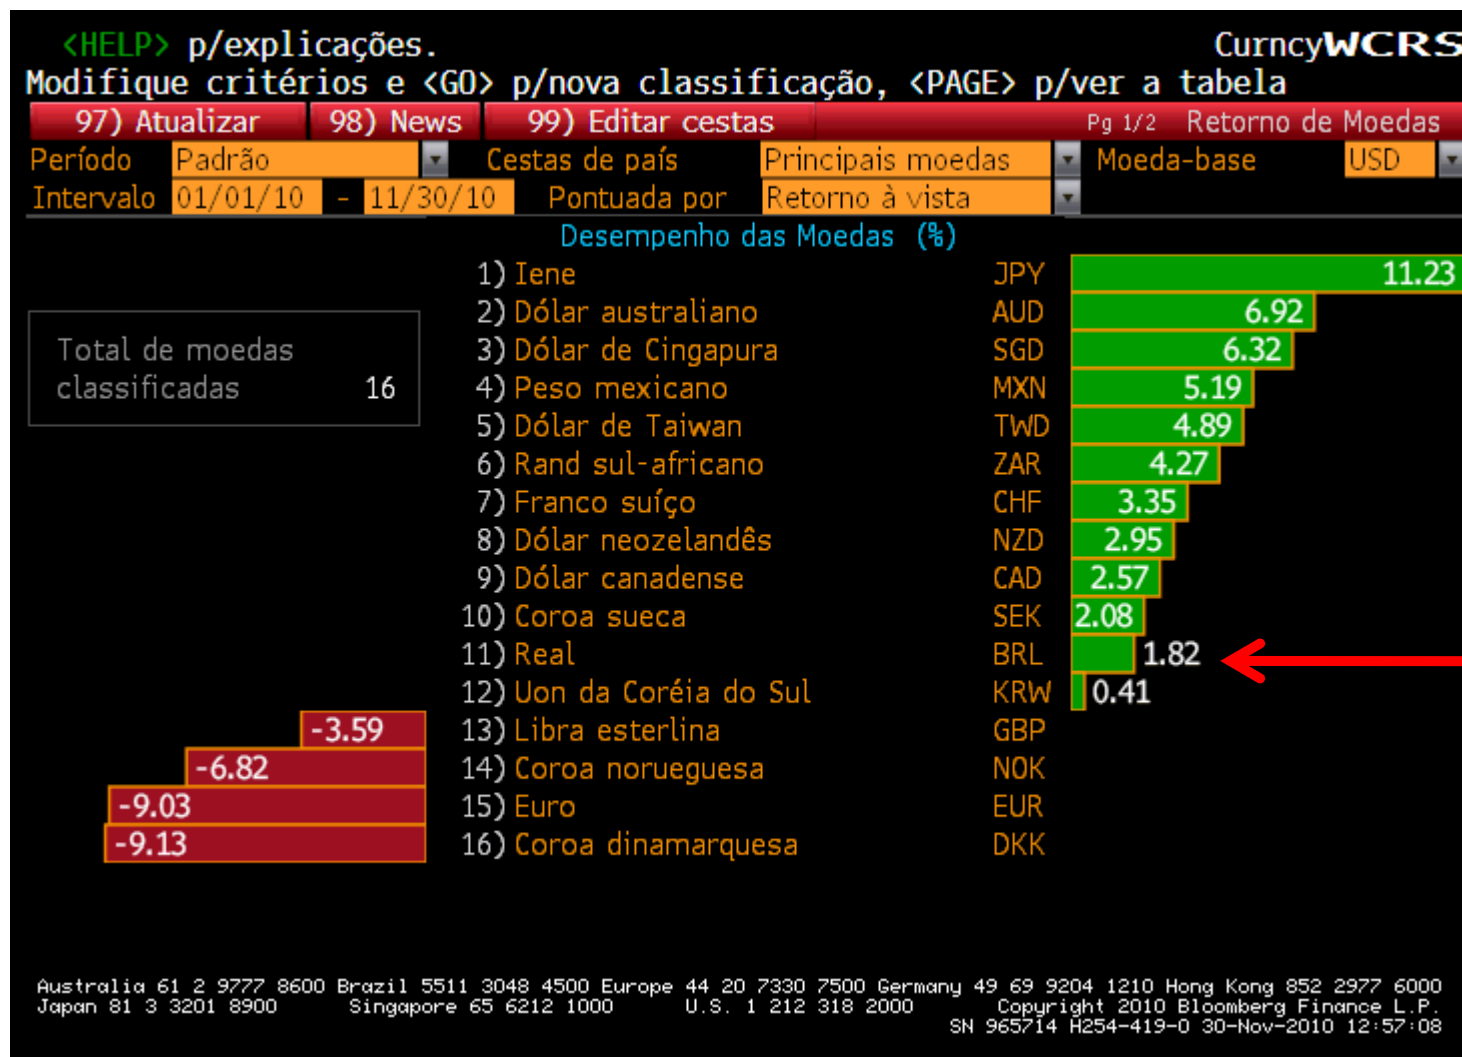 <HELP> p/explicações. CurncyWCRS
Modifique critérios e <GO> p/nova classificação, <PAGE> p/ver a tabela
97) Atualizar 98) News 99) Editar cestas Pg 1/2 Retorno de Moedas
Período Padrão Cestas de país Principais moedas Moeda-base USD
Intervalo 01/01/10 - 11/30/10 Pontuada por Retorno à vista
Desempenho das Moedas (%)
Total de moedas
classificadas 16
1) Iene JPY 11.23
2) Dólar australiano AUD 6.92
3) Dólar de Cingapura SGD 6.32
4) Peso mexicano MXN 5.19
5) Dólar de Taiwan TWD 4.89
6) Rand sul-africano ZAR 4.27
7) Franco suíço CHF 3.35
8) Dólar neozelandês NZD 2.95
9) Dólar canadense CAD 2.57
10) Coroa sueca SEK 2.08
11) Real BRL 1.82
12) Uon da Coréia do Sul KRW 0.41
-3.59 13) Libra esterlina GBP
-6.82 14) Coroa norueguesa NOK
-9.03 15) Euro EUR
-9.13 16) Coroa dinamarquesa DKK
Australia 61 2 9777 8600 Brazil 5511 3048 4500 Europe 44 20 7330 7500 Germany 49 69 9204 1210 Hong Kong 852 2977 6000
Japan 81 3 3201 8900 Singapore 65 6212 1000 U.S. 1 212 318 2000 Copyright 2010 Bloomberg Finance L.P.
SN 965714 H254-419-0 30-Nov-2010 12:57:08